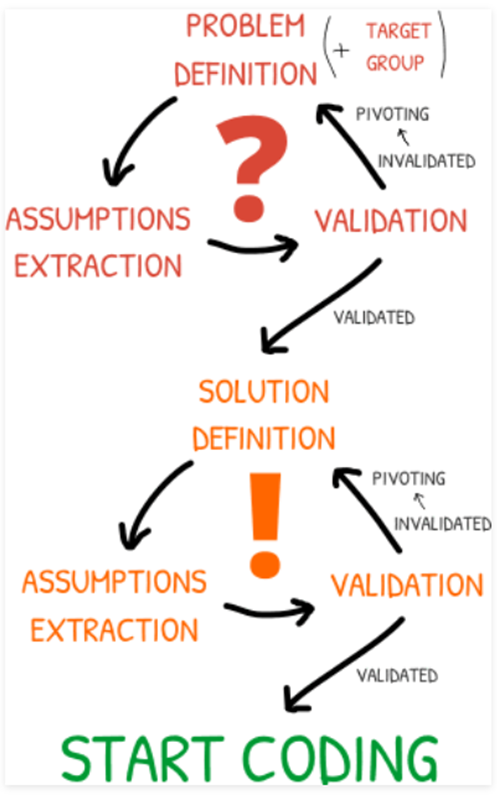 PROBLEM
DEFINITION
( + TARGET
GROUP )
?
PIVOTING
INVALIDATED
ASSUMPTIONS
EXTRACTION
VALIDATION
VALIDATED
SOLUTION
DEFINITION
!
PIVOTING
INVALIDATED
ASSUMPTIONS
EXTRACTION
VALIDATION
VALIDATED
START CODING